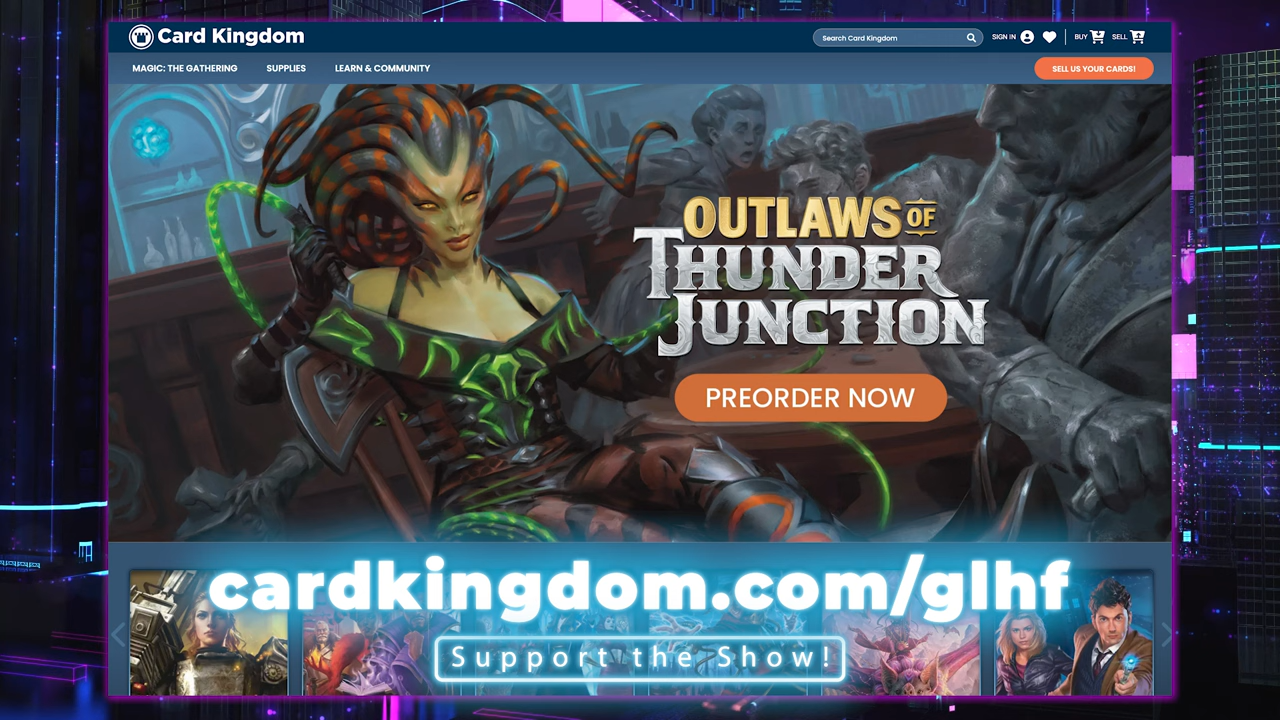 Card Kingdom
Search Card Kingdom
SIGN IN
BUY
SELL
MAGIC: THE GATHERING
SUPPLIES
LEARN & COMMUNITY
SELL US YOUR CARDS!
OUTLAWS OF
THUNDER
JUNCTION
PREORDER NOW
cardkingdom.com/glhf
Support the Show!